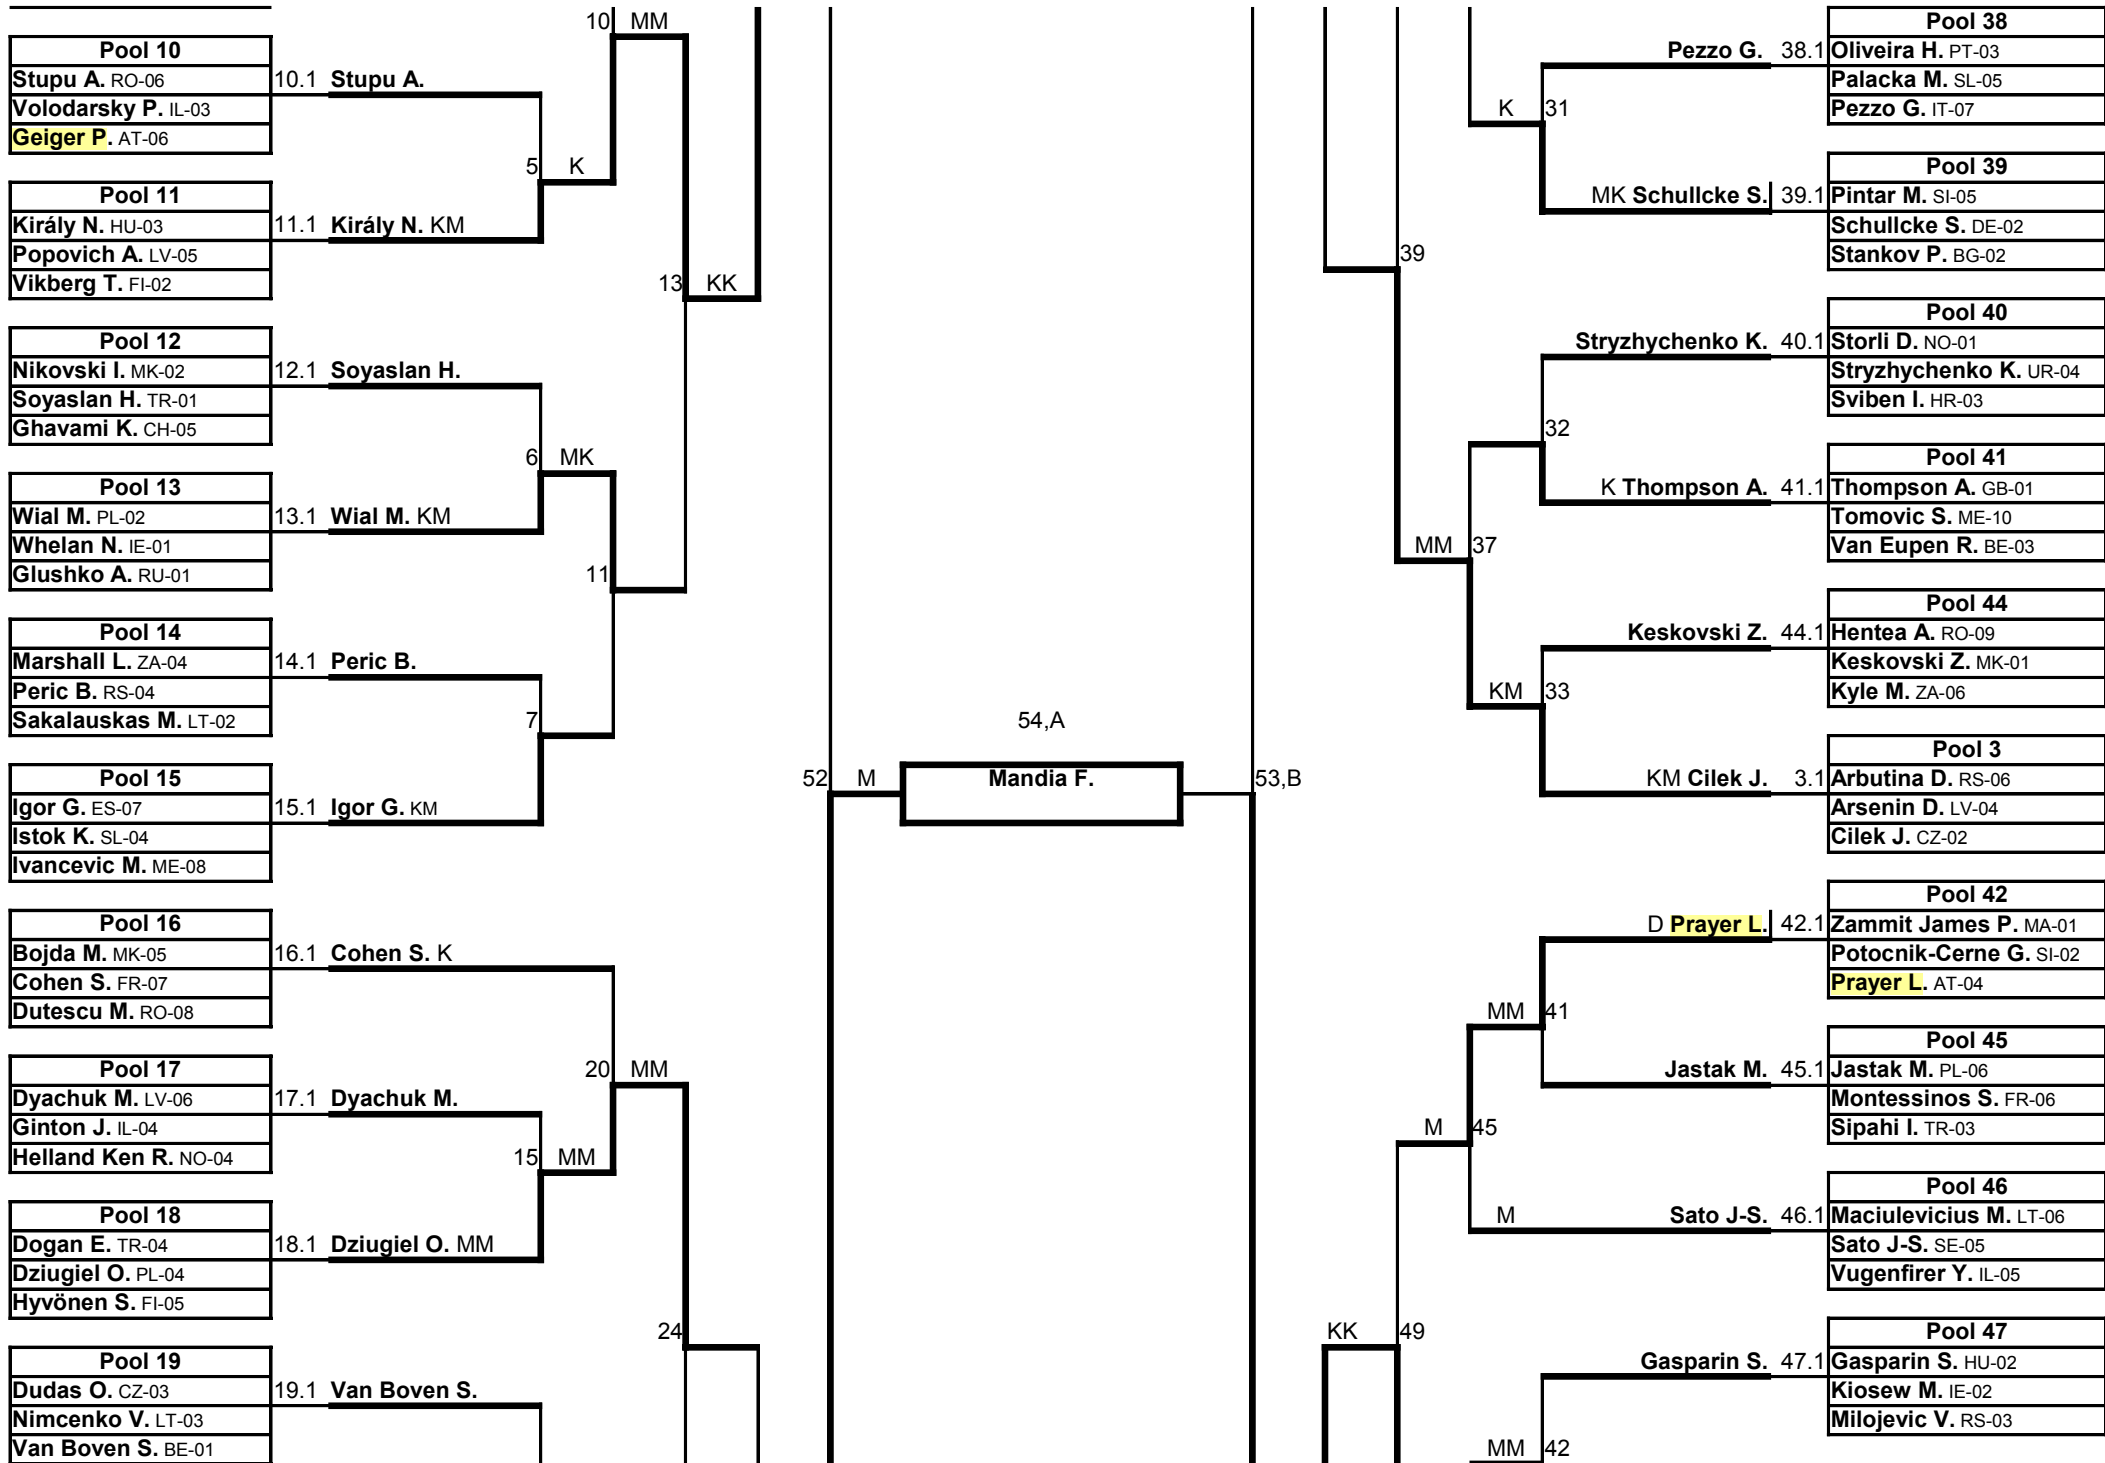 10 MM
Pool 10
Stupu A. RO-06
Volodarsky P. IL-03
Geiger P. AT-06
10.1 Stupu A.
5 K
Pool 11
Király N. HU-03
Popovich A. LV-05
Vikberg T. FI-02
11.1 Király N. KM
13 KK
Pool 12
Nikovski I. MK-02
Soyaslan H. TR-01
Ghavami K. CH-05
12.1 Soyaslan H.
6 MK
Pool 13
Wial M. PL-02
Whelan N. IE-01
Glushko A. RU-01
13.1 Wial M. KM
11
Pool 14
Marshall L. ZA-04
Peric B. RS-04
Sakalauskas M. LT-02
14.1 Peric B.
7
Pool 15
Igor G. ES-07
Istok K. SL-04
Ivancevic M. ME-08
15.1 Igor G. KM
Pool 16
Bojda M. MK-05
Cohen S. FR-07
Dutescu M. RO-08
16.1 Cohen S. K
20 MM
Pool 17
Dyachuk M. LV-06
Ginton J. IL-04
Helland Ken R. NO-04
17.1 Dyachuk M.
15 MM
Pool 18
Dogan E. TR-04
Dziugiel O. PL-04
Hyvönen S. FI-05
18.1 Dziugiel O. MM
24
Pool 19
Dudas O. CZ-03
Nimcenko V. LT-03
Van Boven S. BE-01
19.1 Van Boven S.
54,A
52 M
Mandia F.
53,B
Pool 38
Pezzo G. 38.1 Oliveira H. PT-03
Palacka M. SL-05
Pezzo G. IT-07
K 31
Pool 39
MK Schullcke S. 39.1 Pintar M. SI-05
Schullcke S. DE-02
Stankov P. BG-02
39
Pool 40
Stryzhychenko K. 40.1 Storli D. NO-01
Stryzhychenko K. UR-04
Sviben I. HR-03
32
Pool 41
K Thompson A. 41.1 Thompson A. GB-01
Tomovic S. ME-10
Van Eupen R. BE-03
MM 37
Pool 44
Keskovski Z. 44.1 Hentea A. RO-09
Keskovski Z. MK-01
Kyle M. ZA-06
KM 33
Pool 3
KM Cilek J. 3.1 Arbutina D. RS-06
Arsenin D. LV-04
Cilek J. CZ-02
Pool 42
D Prayer L. 42.1 Zammit James P. MA-01
Potocnik-Cerne G. SI-02
Prayer L. AT-04
MM 41
Pool 45
Jastak M. 45.1 Jastak M. PL-06
Montessinos S. FR-06
Sipahi I. TR-03
M 45
Pool 46
M Sato J-S. 46.1 Maciulevicius M. LT-06
Sato J-S. SE-05
Vugenfirer Y. IL-05
KK 49
Pool 47
Gasparin S. 47.1 Gasparin S. HU-02
Kiosew M. IE-02
Milojevic V. RS-03
MM 42